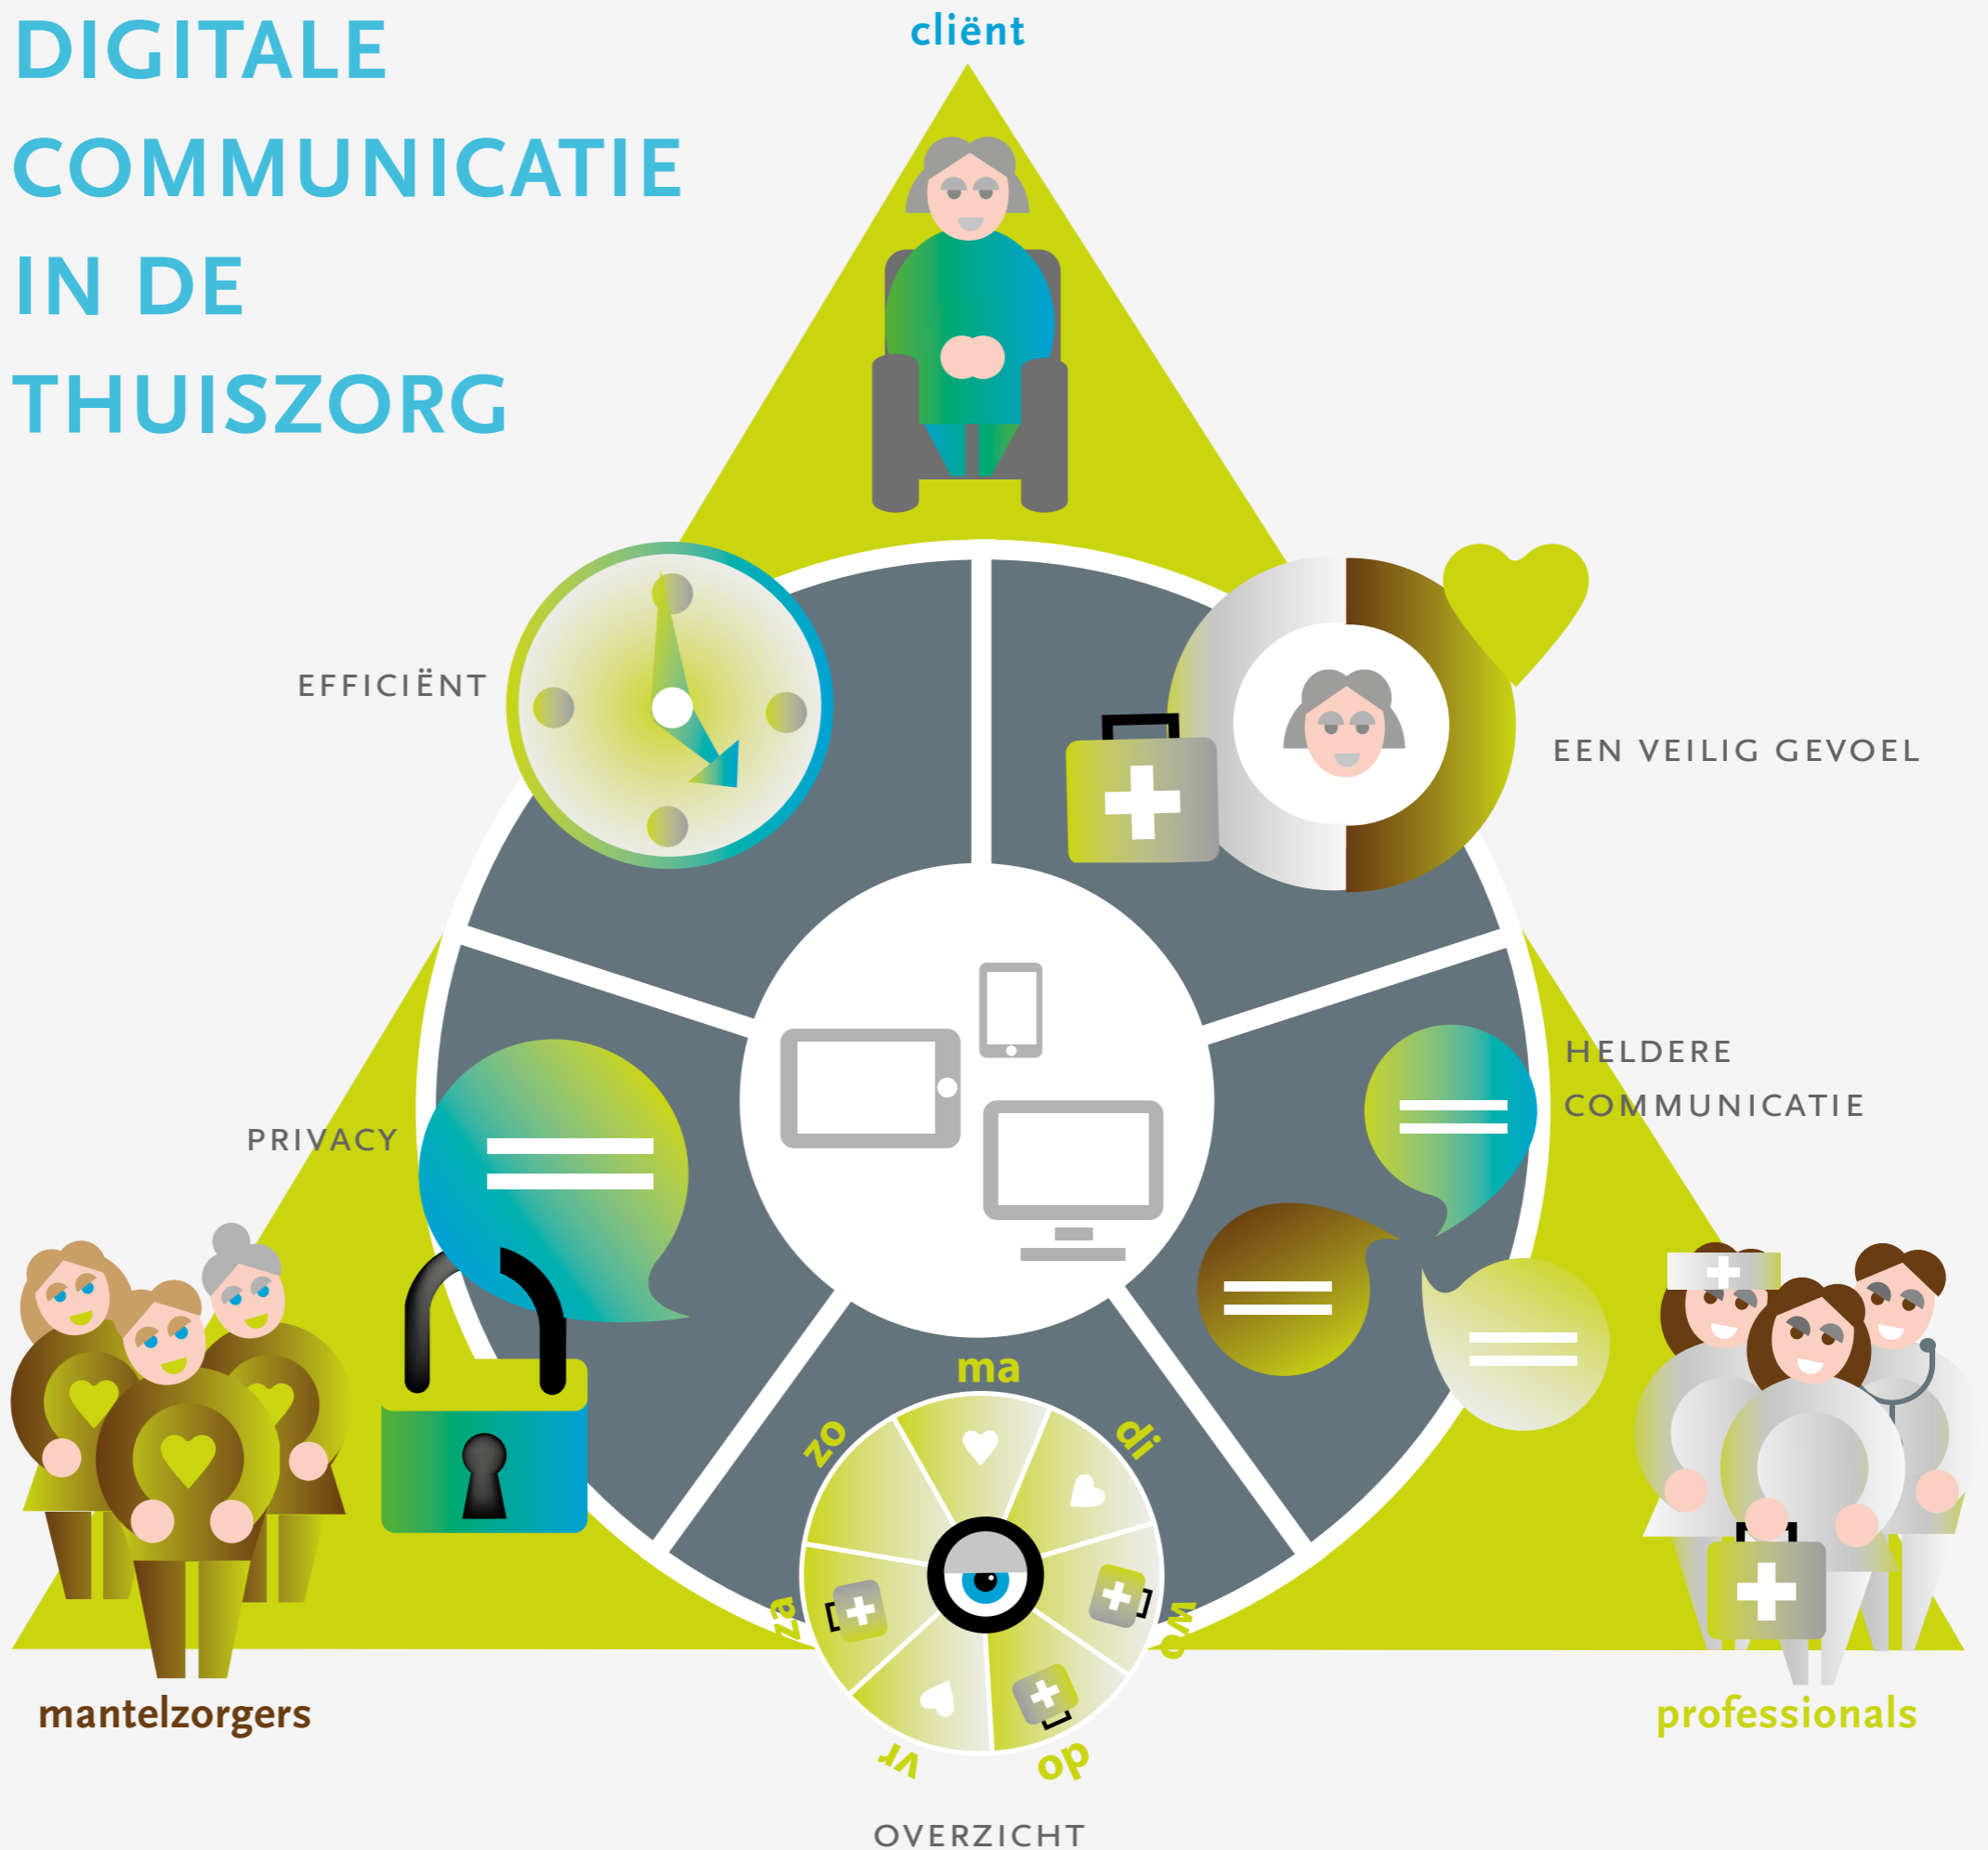 DIGITALE
COMMUNICATIE
IN DE
THUISZORG
cliënt
EFFICIËNT
EEN VEILIG GEVOEL
HELDERE
COMMUNICATIE
PRIVACY
ma
di
wo
do
vr
za
zo
mantelzorgers
professionals
OVERZICHT